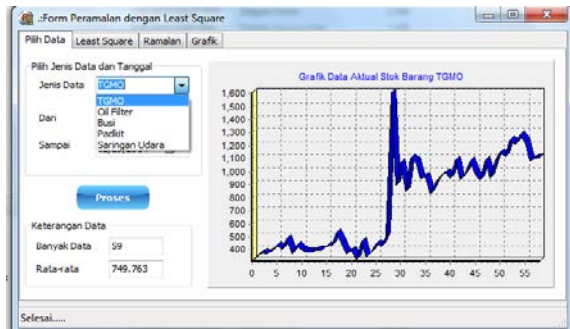 .:Form Peramalan dengan Least Square
Pilih Data Least Square Ramalan Grafik
Pilih Jenis Data dan Tanggal
Jenis Data TGMO
TGMO
Oil Filter
Busi
Padkit
Saringan Udara
Dari
Sampai
Proses
Keterangan Data
Banyak Data 59
Rata-rata 749.763
Grafik Data Aktual Stok Barang TGMO
1,600
1,500
1,400
1,300
1,200
1,100
1,000
900
800
700
600
500
400
0 5 10 15 20 25 30 35 40 45 50 55
Selesai.....